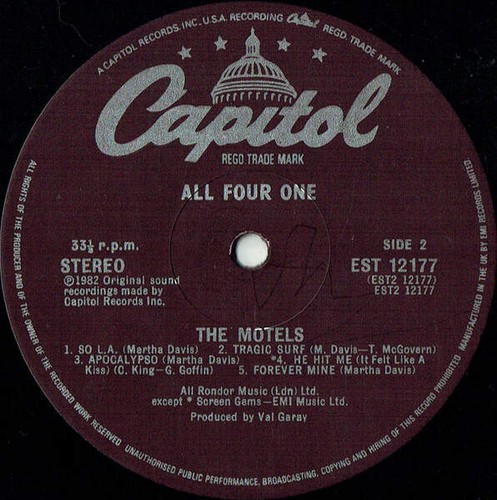 A CAPITOL RECORDS, INC., U.S.A. RECORDING Capitol REGD. TRADE MARK
Capitol
REGD. TRADE MARK
ALL FOUR ONE
33⅓ r.p.m.
STEREO
℗1982 Original sound
recordings made by
Capitol Records Inc.
SIDE 2
EST 12177
(EST2 12177)
EST2 12177
THE MOTELS
1. SO L.A. (Martha Davis) 2. TRAGIC SURF (M. Davis—T. McGovern)
3. APOCALYPSO (Martha Davis) *4. HE HIT ME (It Felt Like A
Kiss) (C. King-G. Goffin) 5. FOREVER MINE (Martha Davis)
All Rondor Music (Ldn) Ltd.
except * Screen Gems—EMI Music Ltd.
Produced by Val Garay
ALL RIGHTS OF THE PRODUCER AND OF THE OWNER OF THE RECORDED WORK RESERVED UNAUTHORISED PUBLIC PERFORMANCE, BROADCASTING, COPYING AND HIRING OF THIS RECORD PROHIBITED MANUFACTURED IN THE U.K. BY EMI RECORDS LIMITED